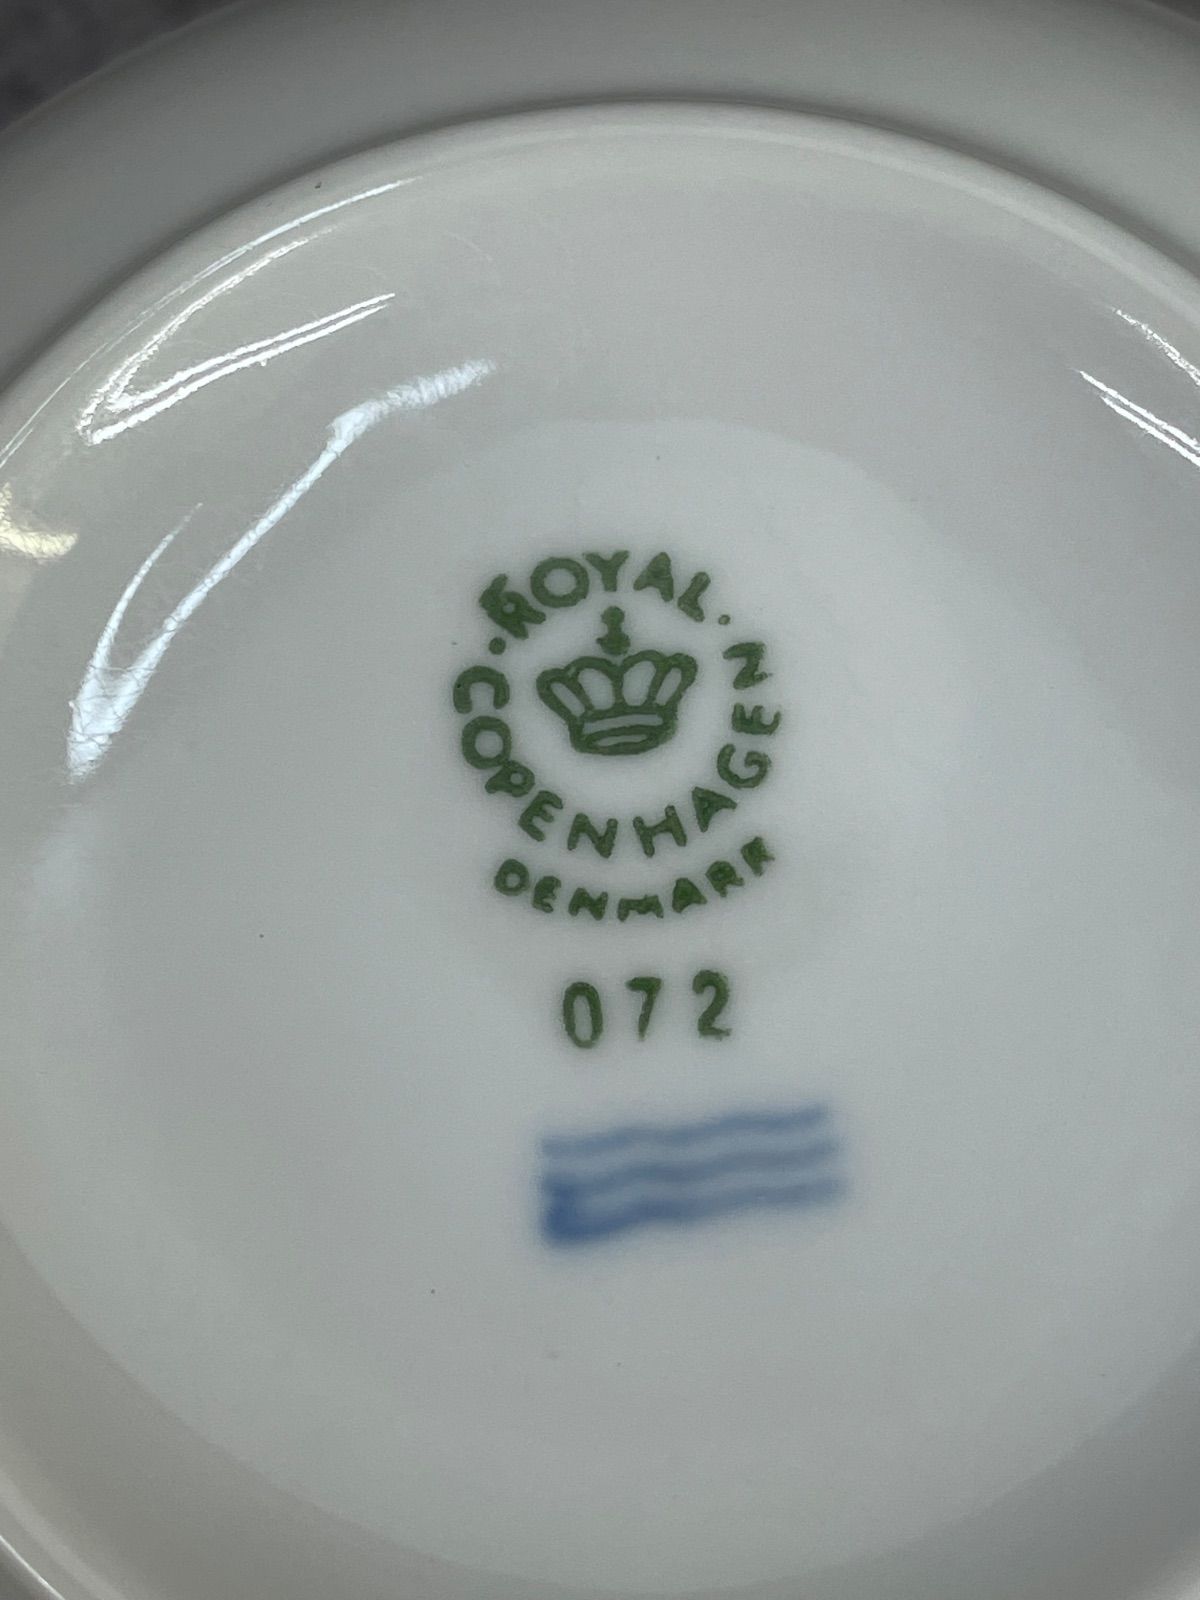 ROYAL
COPENHAGEN
DENMARK
072